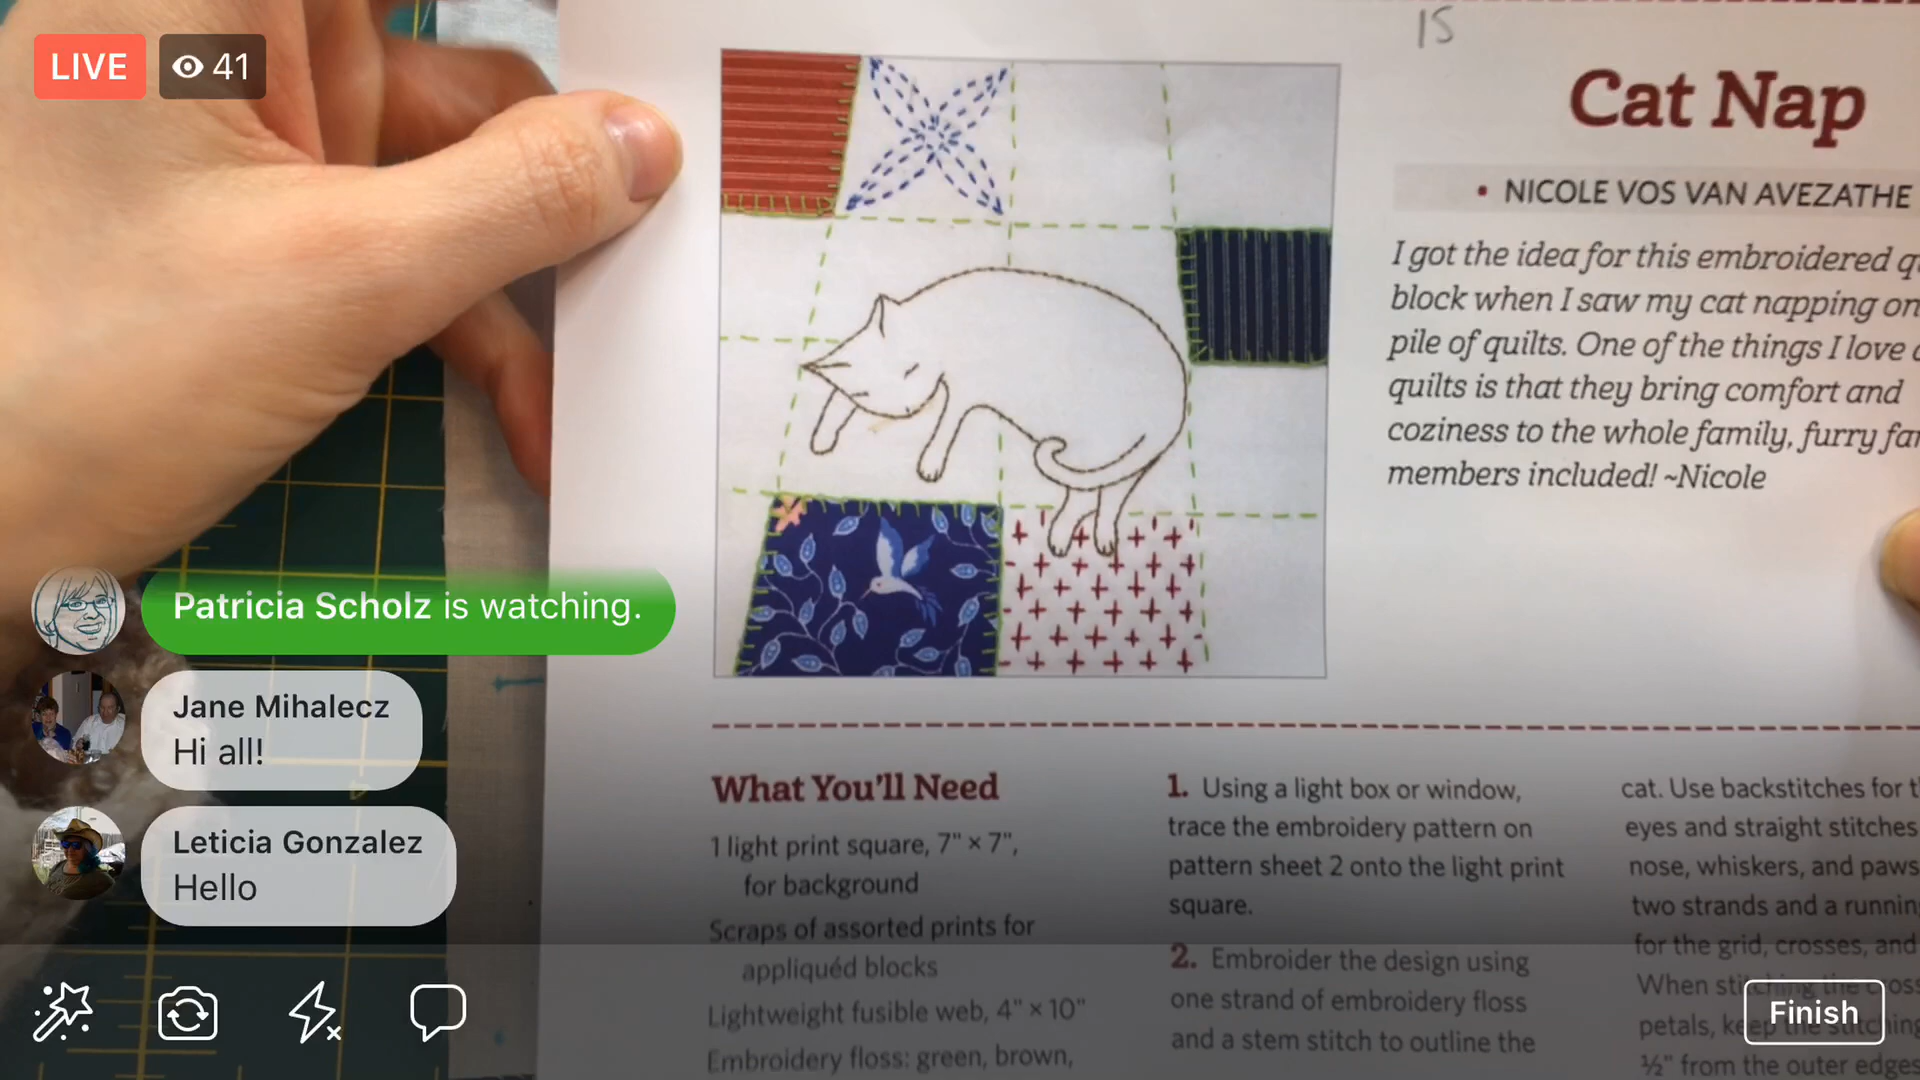 LIVE
41
15
Cat Nap
• NICOLE VOS VAN AVEZATHE
I got the idea for this embroidered
block when I saw my cat napping on
pile of quilts. One of the things I love
quilts is that they bring comfort and
coziness to the whole family, furry
members included! ~Nicole
Patricia Scholz is watching.
Jane Mihalecz
Hi all!
Leticia Gonzalez
Hello
What You'll Need
1 light print square, 7" × 7",
for background
Scraps of assorted prints for
appliquéd blocks
Lightweight fusible web, 4" × 10"
Embroidery floss: green, brown,
1. Using a light box or window,
trace the embroidery pattern on
pattern sheet 2 onto the light print
square.
2. Embroider the design using
one strand of embroidery floss
and a stem stitch to outline the
cat. Use backstitches for
eyes and straight stitches
nose, whiskers, and paws
two strands and a
for the grid, crosses, and
When stitching the
petals, keep the stitching
½" from the outer edges
Finish